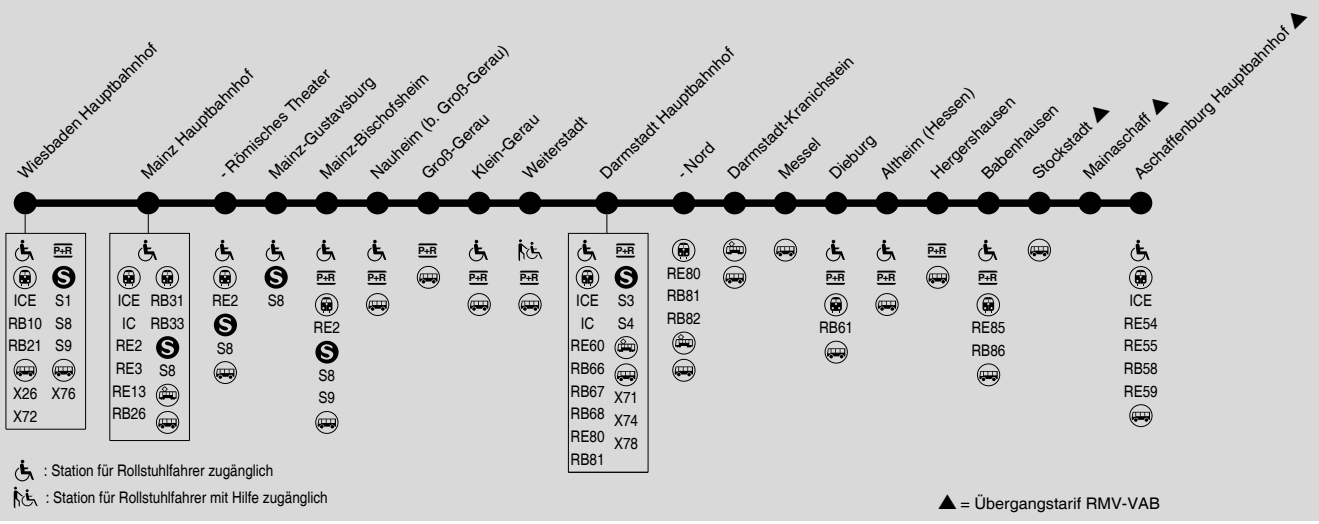 Wiesbaden Hauptbahnhof
Mainz Hauptbahnhof
- Römisches Theater
Mainz-Gustavsburg
Mainz-Bischofsheim
Nauheim (b. Groß-Gerau)
Groß-Gerau
Klein-Gerau
Weiterstadt
Darmstadt Hauptbahnhof
- Nord
Darmstadt-Kranichstein
Messel
Dieburg
Altheim (Hessen)
Hergershausen
Babenhausen
Stockstadt ▲
Mainaschaff ▲
Aschaffenburg Hauptbahnhof ▲
P+R
S
ICE S1
RB10 S8
RB21 S9
X26 X76
X72
ICE RB31
IC RB33
RE2 S
RE3 S8
RE13
RB26
RE2
S
S8
S
S8
P+R
RE2
S
S8
S9
P+R
P+R
P+R
P+R
P+R
S
ICE S3
IC S4
RE60
RB66
RB67 X71
RB68 X74
RE80 X78
RB81
RE80
RB81
RB82
P+R
RB61
P+R
P+R
P+R
RE85
RB86
ICE
RE54
RE55
RB58
RE59
: Station für Rollstuhlfahrer zugänglich
: Station für Rollstuhlfahrer mit Hilfe zugänglich
▲ = Übergangstarif RMV-VAB